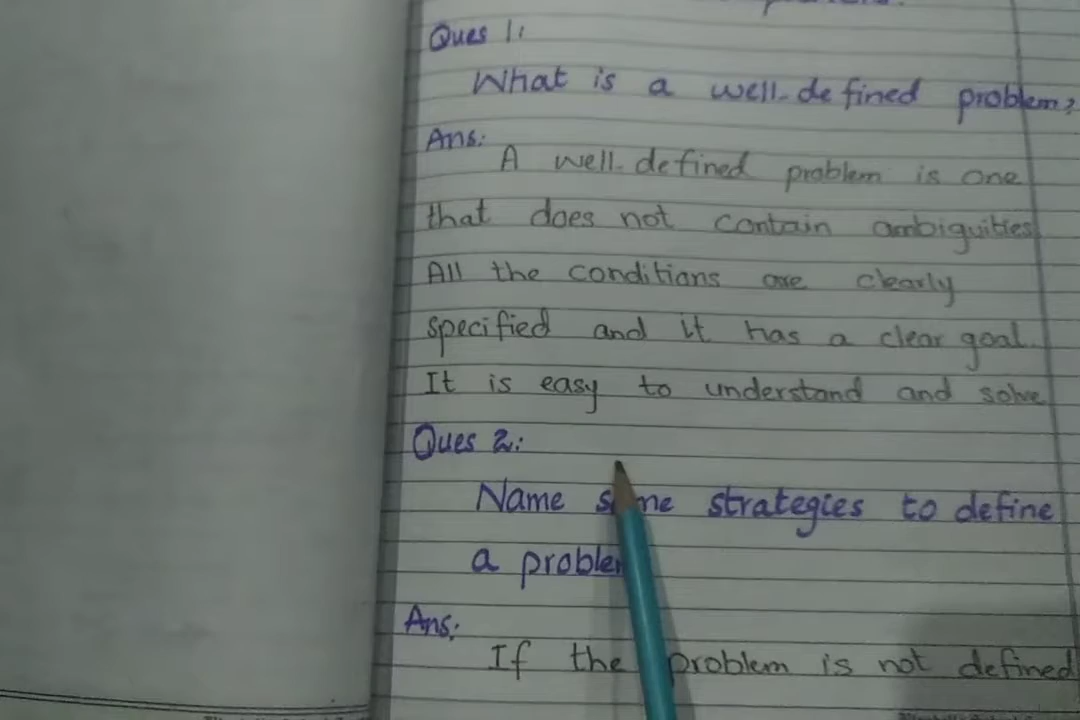 Ques 1:
What is a well-defined problem?
Ans:
A well-defined problem is one
that does not contain ambiguities
All the conditions are clearly
specified and it has a clear goal.
It is easy to understand and solve
Ques 2:
Name some strategies to define
a problem
Ans:
If the problem is not defined